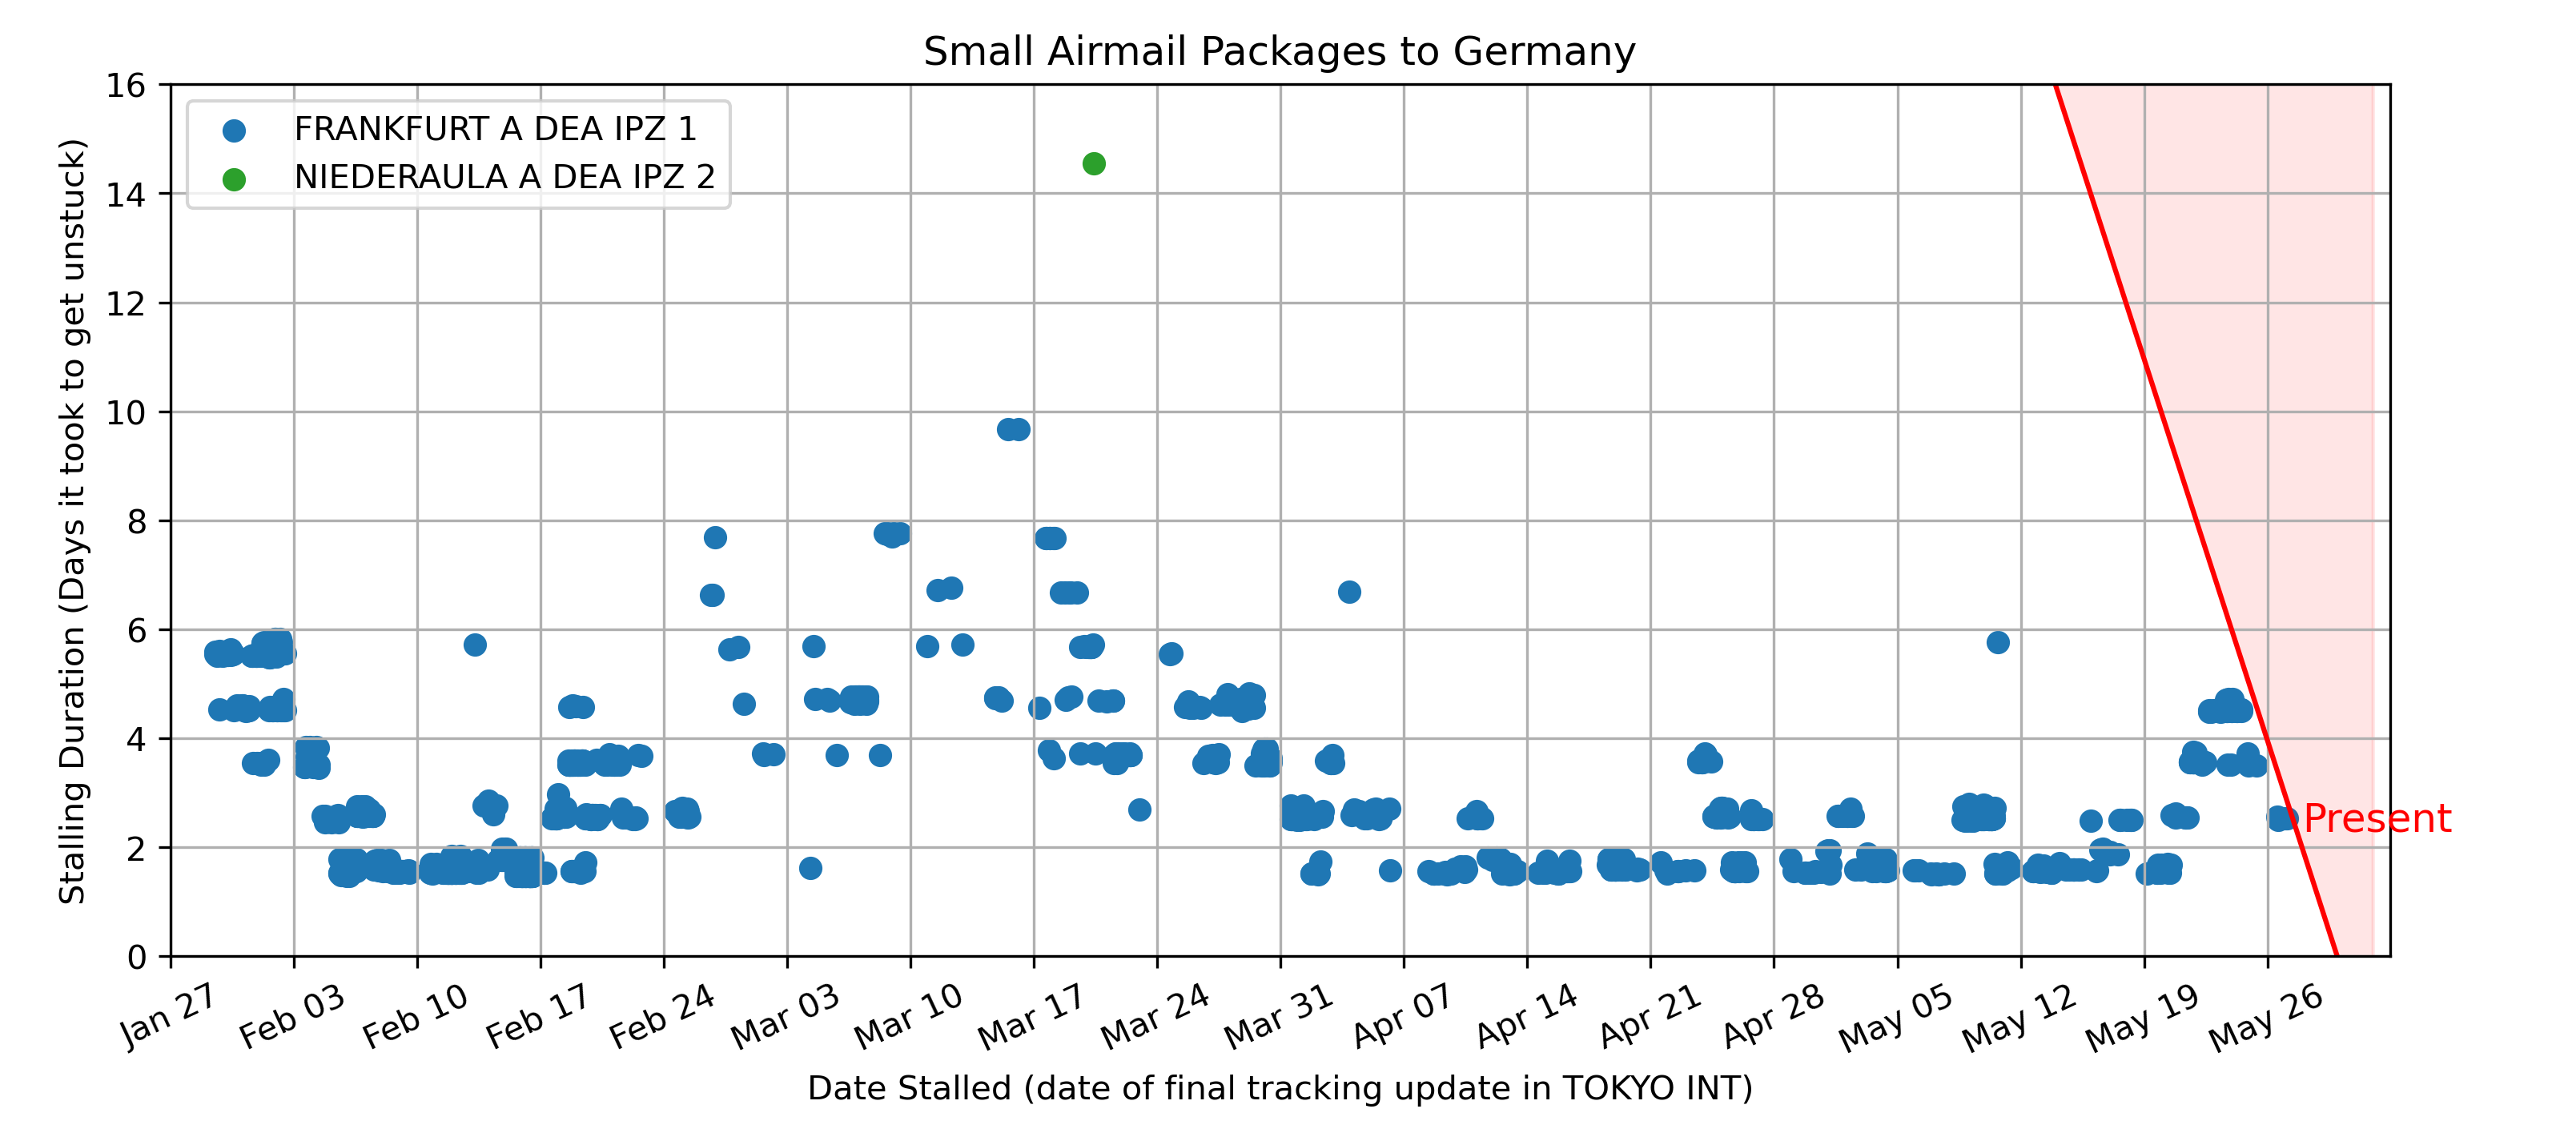 Small Airmail Packages to Germany
16
14
12
10
8
6
4
2
0
Stalling Duration (Days it took to get unstuck)
FRANKFURT A DEA IPZ 1
NIEDERAULA A DEA IPZ 2
Present
Jan 27
Feb 03
Feb 10
Feb 17
Feb 24
Mar 03
Mar 10
Mar 17
Mar 24
Mar 31
Apr 07
Apr 14
Apr 21
Apr 28
May 05
May 12
May 19
May 26
Date Stalled (date of final tracking update in TOKYO INT)